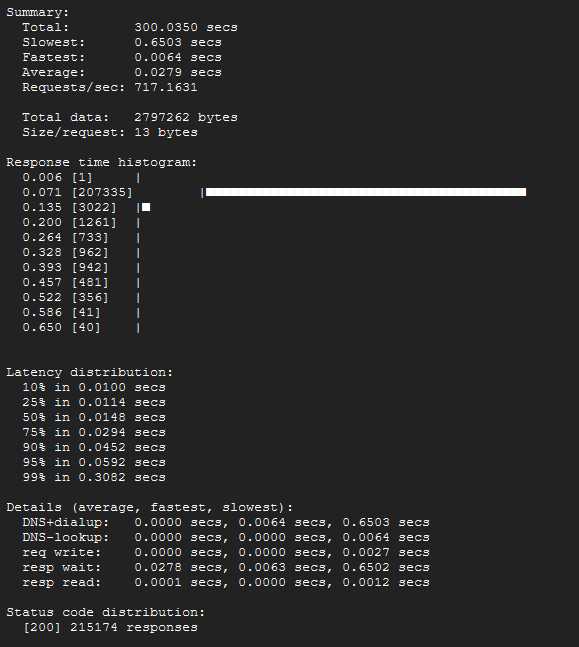 Summary:
  Total:        300.0350 secs
  Slowest:      0.6503 secs
  Fastest:      0.0064 secs
  Average:      0.0279 secs
  Requests/sec: 717.1631

  Total data:   2797262 bytes
  Size/request: 13 bytes

Response time histogram:
  0.006 [1]     |
  0.071 [207335]        |■■■■■■■■■■■■■■■■■■■■■■■■■■■■■■■■■■■■■■■■
  0.135 [3022]  |■
  0.200 [1261]  |
  0.264 [733]   |
  0.328 [962]   |
  0.393 [942]   |
  0.457 [481]   |
  0.522 [356]   |
  0.586 [41]    |
  0.650 [40]    |

Latency distribution:
  10% in 0.0100 secs
  25% in 0.0114 secs
  50% in 0.0148 secs
  75% in 0.0294 secs
  90% in 0.0452 secs
  95% in 0.0592 secs
  99% in 0.3082 secs

Details (average, fastest, slowest):
  DNS+dialup:   0.0000 secs, 0.0064 secs, 0.6503 secs
  DNS-lookup:   0.0000 secs, 0.0000 secs, 0.0064 secs
  req write:    0.0000 secs, 0.0000 secs, 0.0027 secs
  resp wait:    0.0278 secs, 0.0063 secs, 0.6502 secs
  resp read:    0.0001 secs, 0.0000 secs, 0.0012 secs

Status code distribution:
  [200] 215174 responses